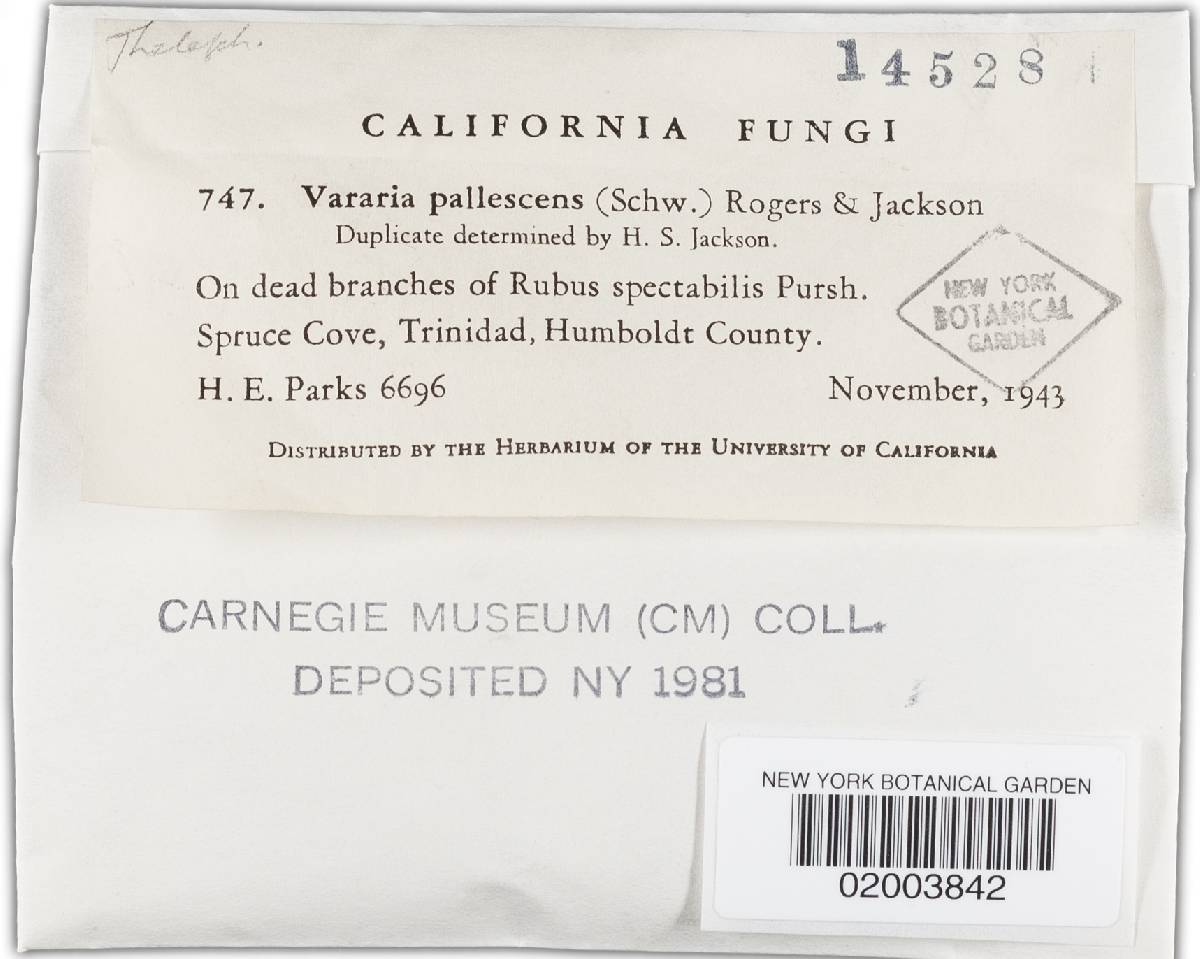 Theleph.
14528
CALIFORNIA FUNGI
747. Vararia pallescens (Schw.) Rogers & Jackson
Duplicate determined by H. S. Jackson.
On dead branches of Rubus spectabilis Pursh.
Spruce Cove, Trinidad, Humboldt County.
NEW YORK
BOTANICAL
GARDEN
H. E. Parks 6696 November, 1943
DISTRIBUTED BY THE HERBARIUM OF THE UNIVERSITY OF CALIFORNIA
CARNEGIE MUSEUM (CM) COLL.
DEPOSITED NY 1981
NEW YORK BOTANICAL GARDEN
02003842